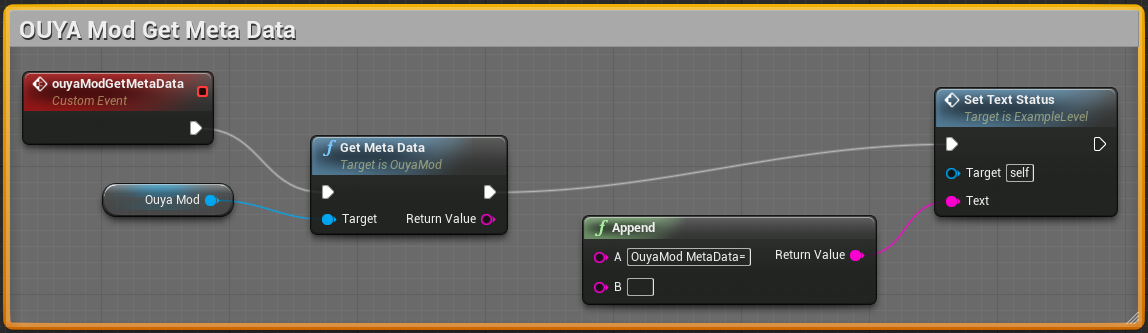 OUYA Mod Get Meta Data
ouyaModGetMetaData
Custom Event
Ouya Mod
f Get Meta Data
Target is OuyaMod
Target Return Value
f Append
A OuyaMod MetaData= Return Value
B
Set Text Status
Target is ExampleLevel
Target self
Text